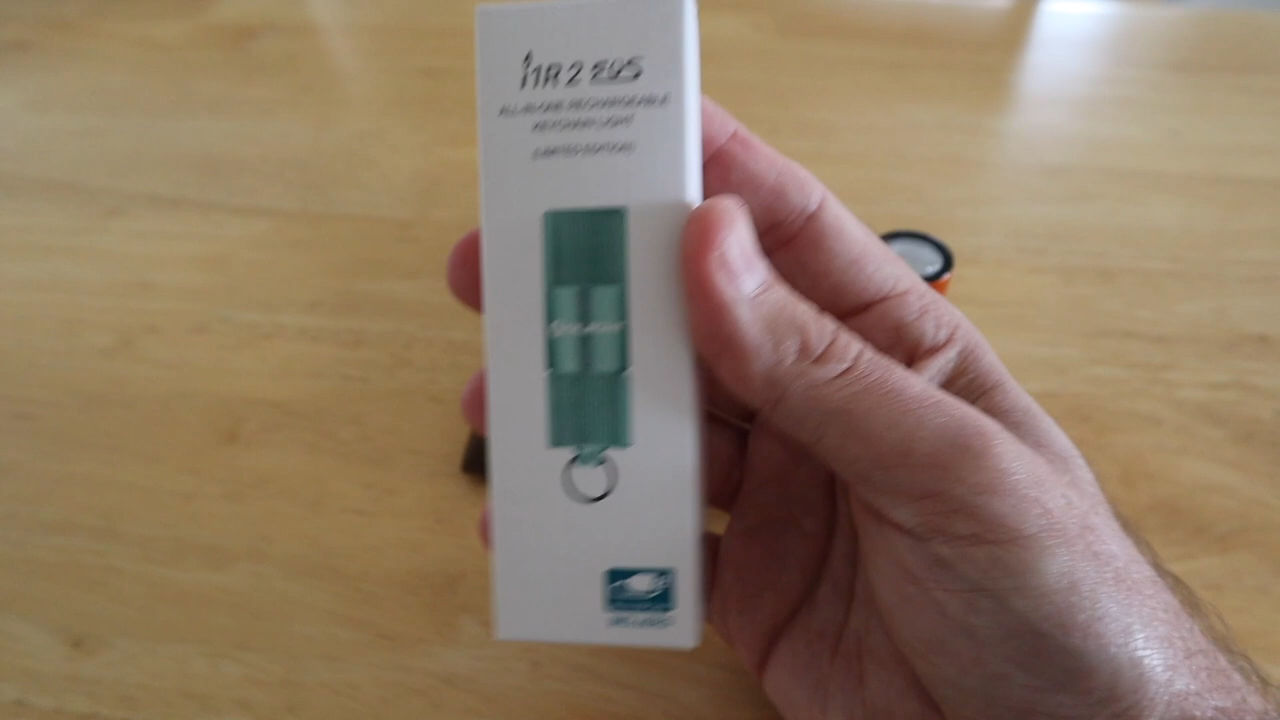 i1R 2 EOS
ALL-IN-ONE RECHARGEABLE
KEYCHAIN LIGHT
(LIMITED EDITION)